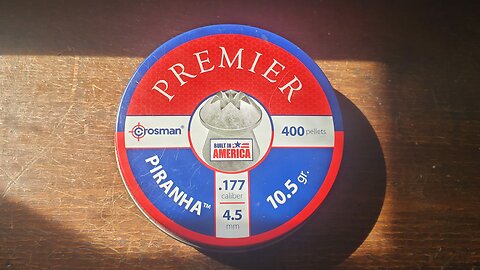 PREMIER
crosman®
400 pellets
BUILT IN
AMERICA
PIRANHA™
.177
caliber
4.5
mm
10.5 gr.